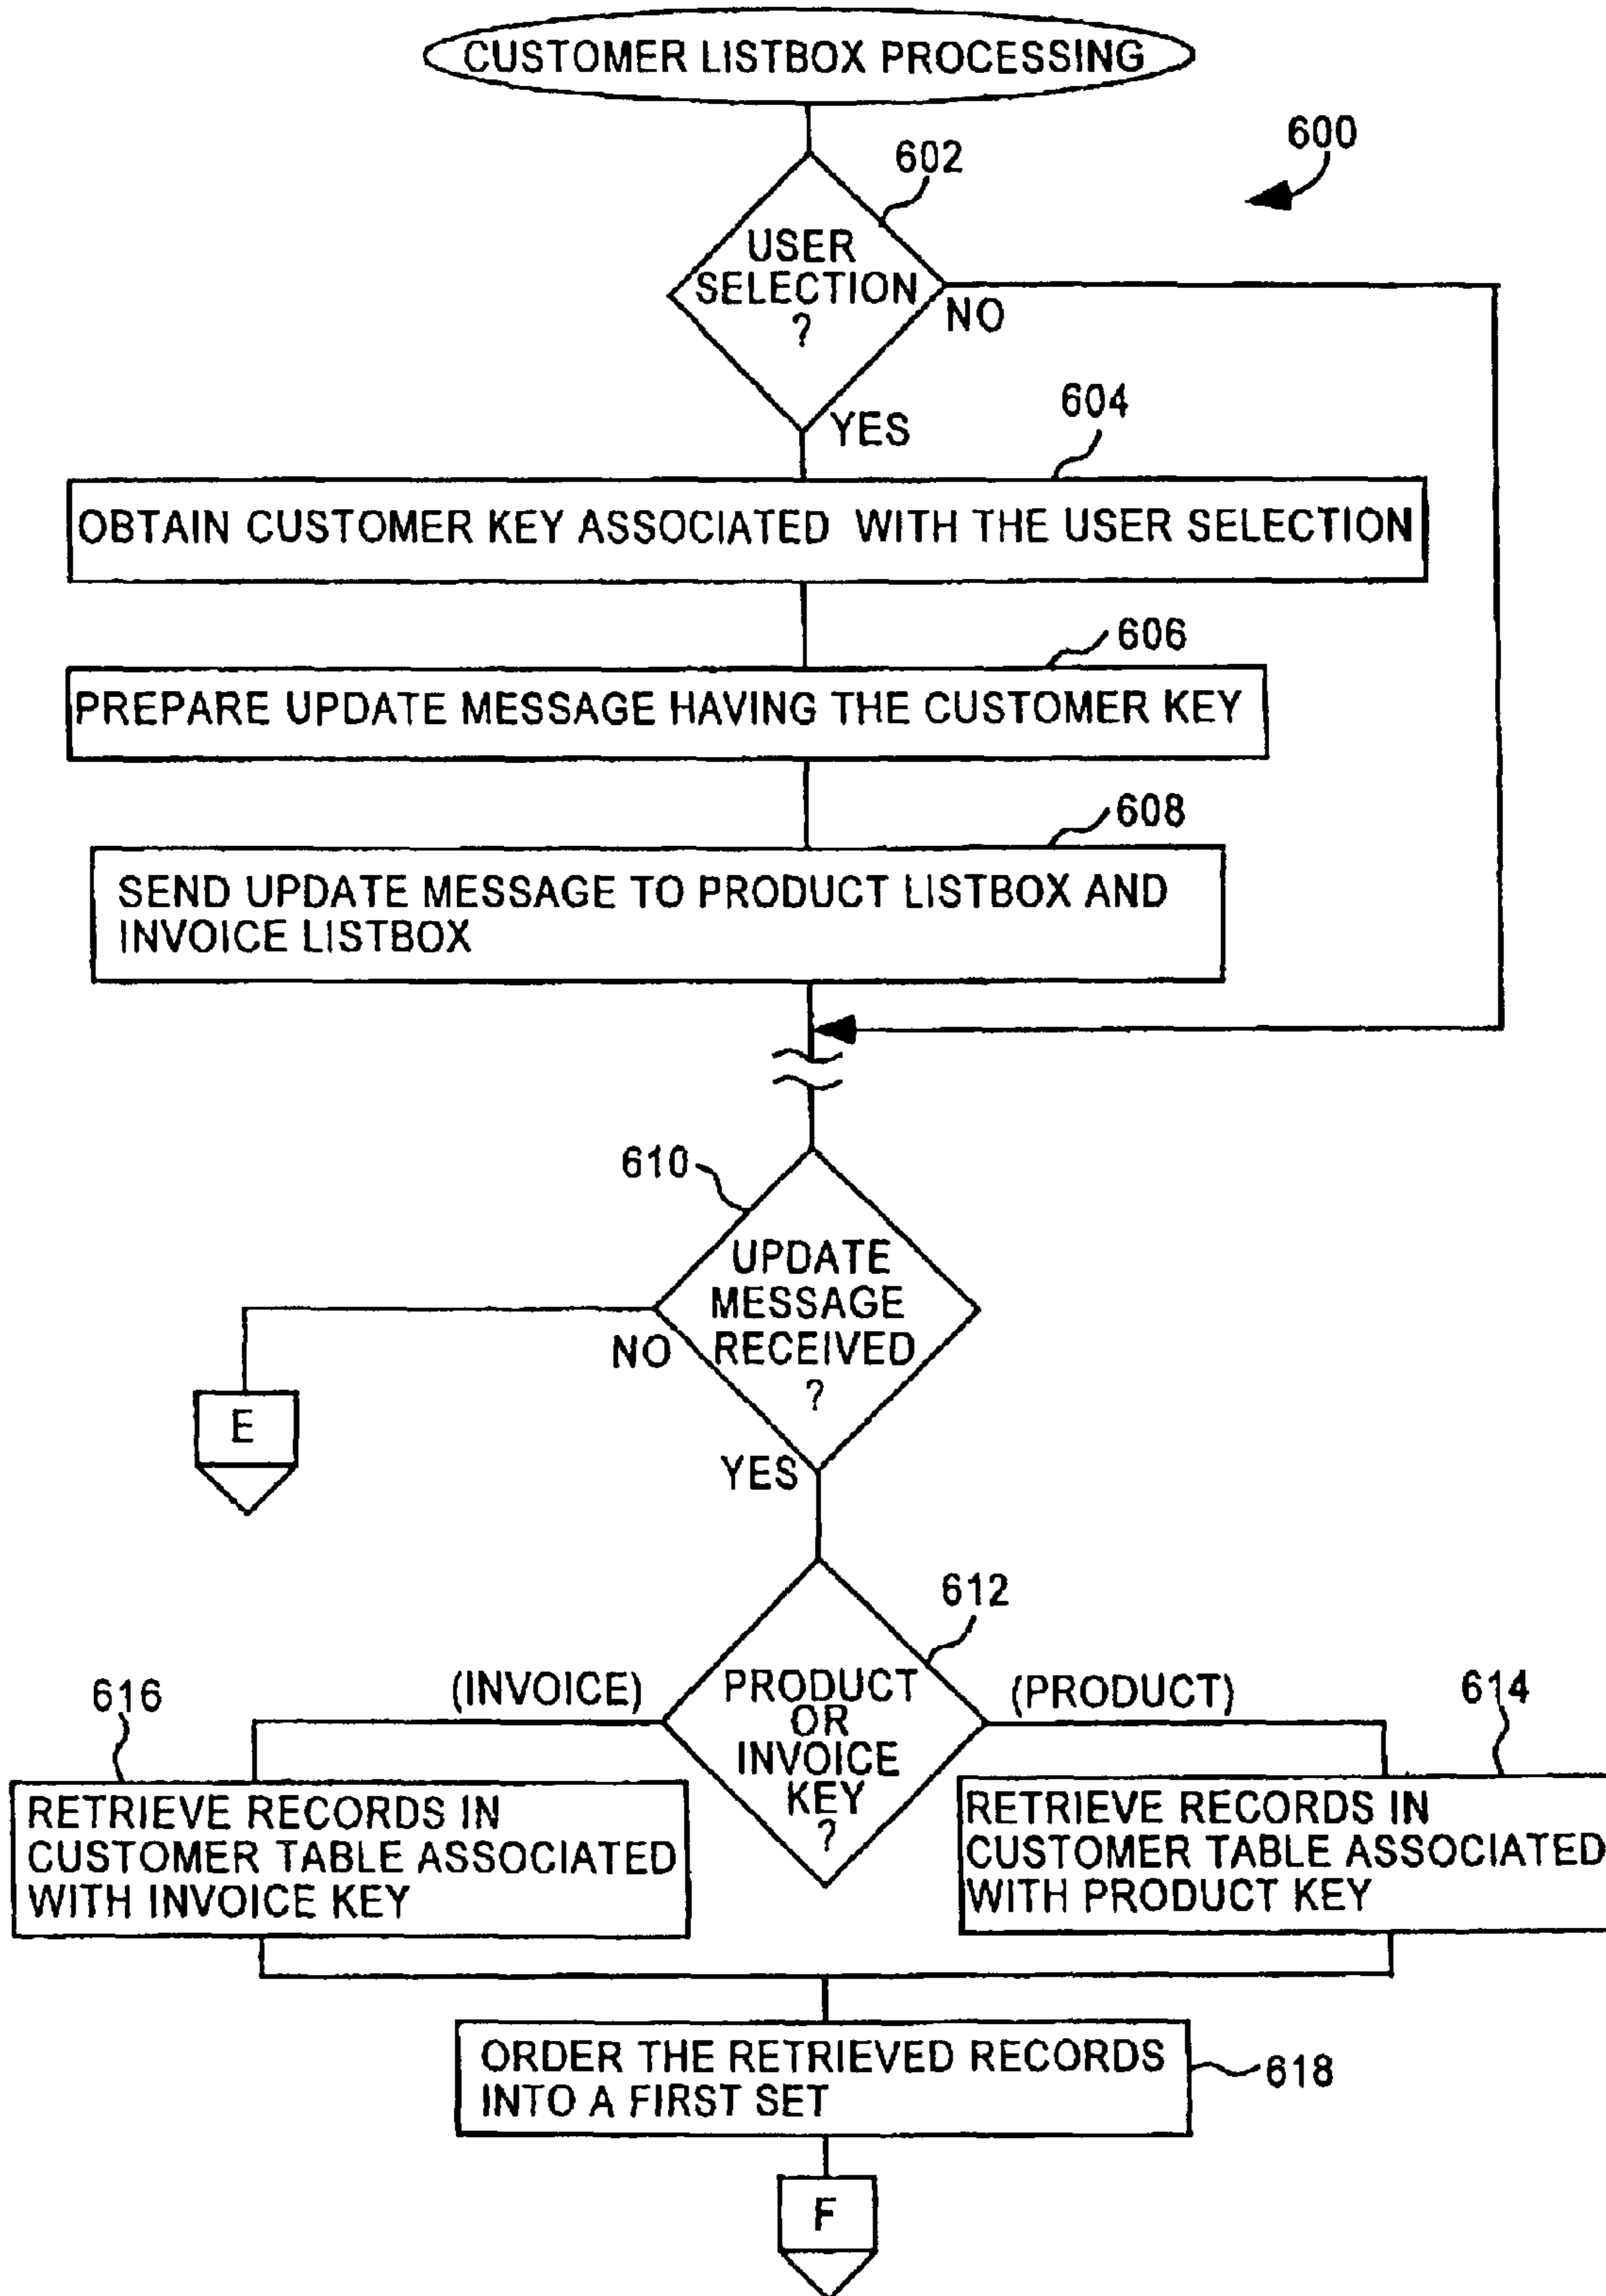 CUSTOMER LISTBOX PROCESSING
600
602
USER
SELECTION
?
NO
YES
604
OBTAIN CUSTOMER KEY ASSOCIATED WITH THE USER SELECTION
606
PREPARE UPDATE MESSAGE HAVING THE CUSTOMER KEY
608
SEND UPDATE MESSAGE TO PRODUCT LISTBOX AND
INVOICE LISTBOX
610
UPDATE
MESSAGE
RECEIVED
?
NO
E
YES
612
PRODUCT
OR
INVOICE
KEY
?
(INVOICE)
(PRODUCT)
616
RETRIEVE RECORDS IN
CUSTOMER TABLE ASSOCIATED
WITH INVOICE KEY
614
RETRIEVE RECORDS IN
CUSTOMER TABLE ASSOCIATED
WITH PRODUCT KEY
ORDER THE RETRIEVED RECORDS
INTO A FIRST SET
618
F